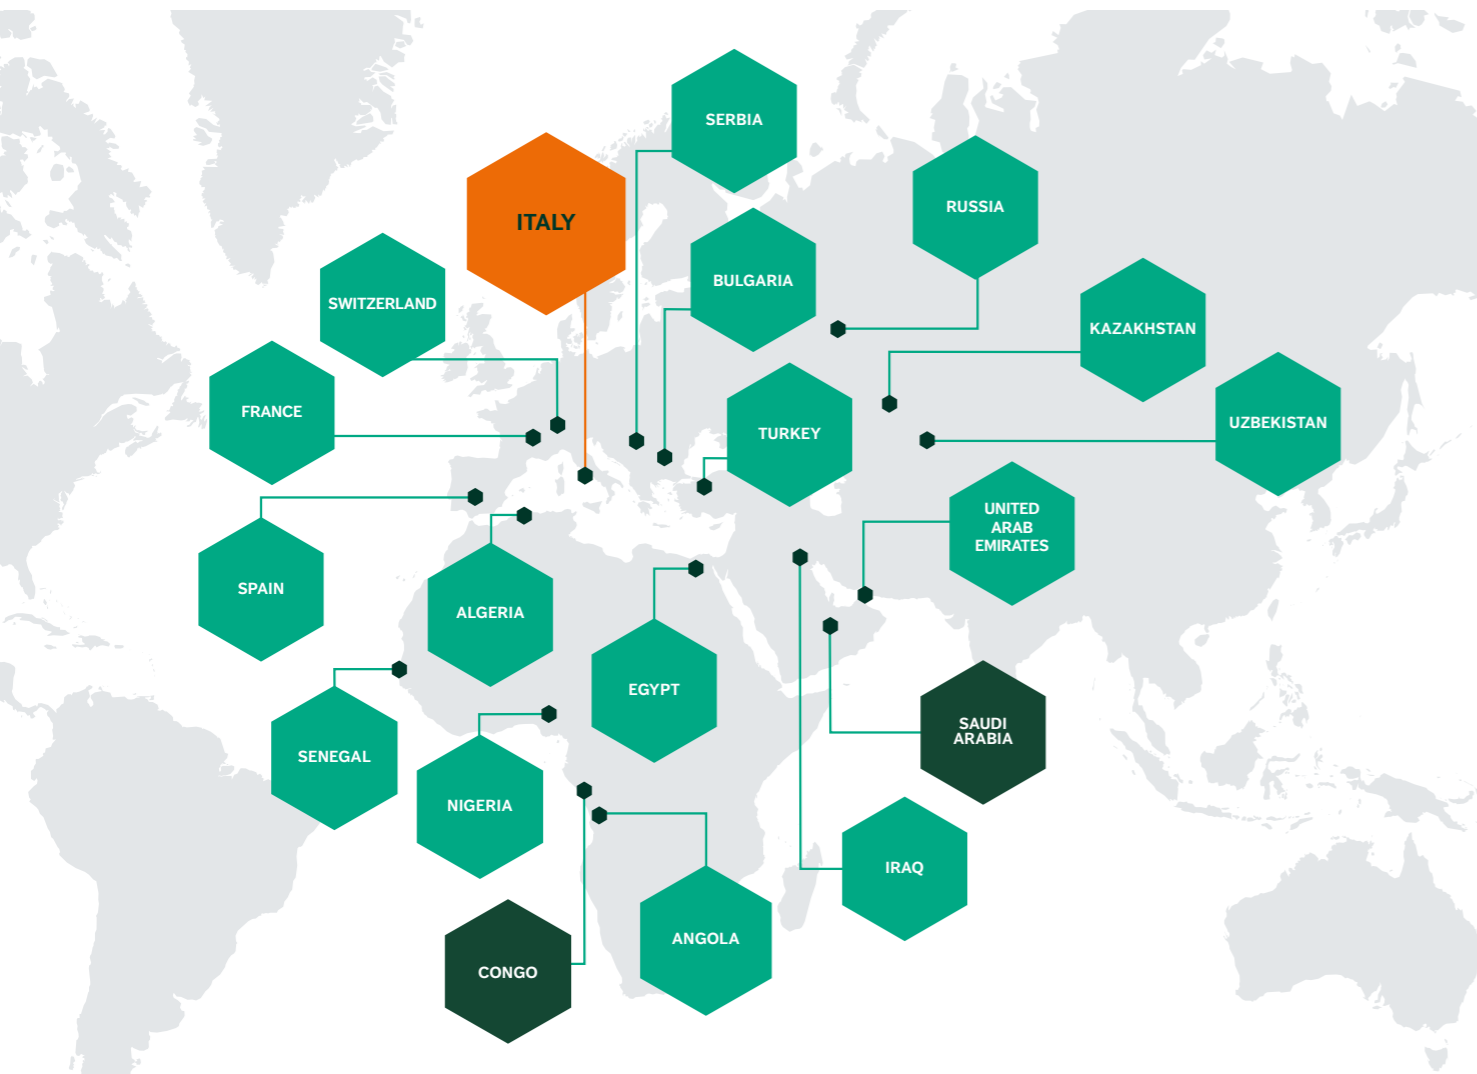 SERBIA
RUSSIA
ITALY
BULGARIA
SWITZERLAND
KAZAKHSTAN
FRANCE
TURKEY
UZBEKISTAN
UNITED
ARAB
EMIRATES
SPAIN
ALGERIA
EGYPT
SAUDI
ARABIA
SENEGAL
NIGERIA
IRAQ
ANGOLA
CONGO